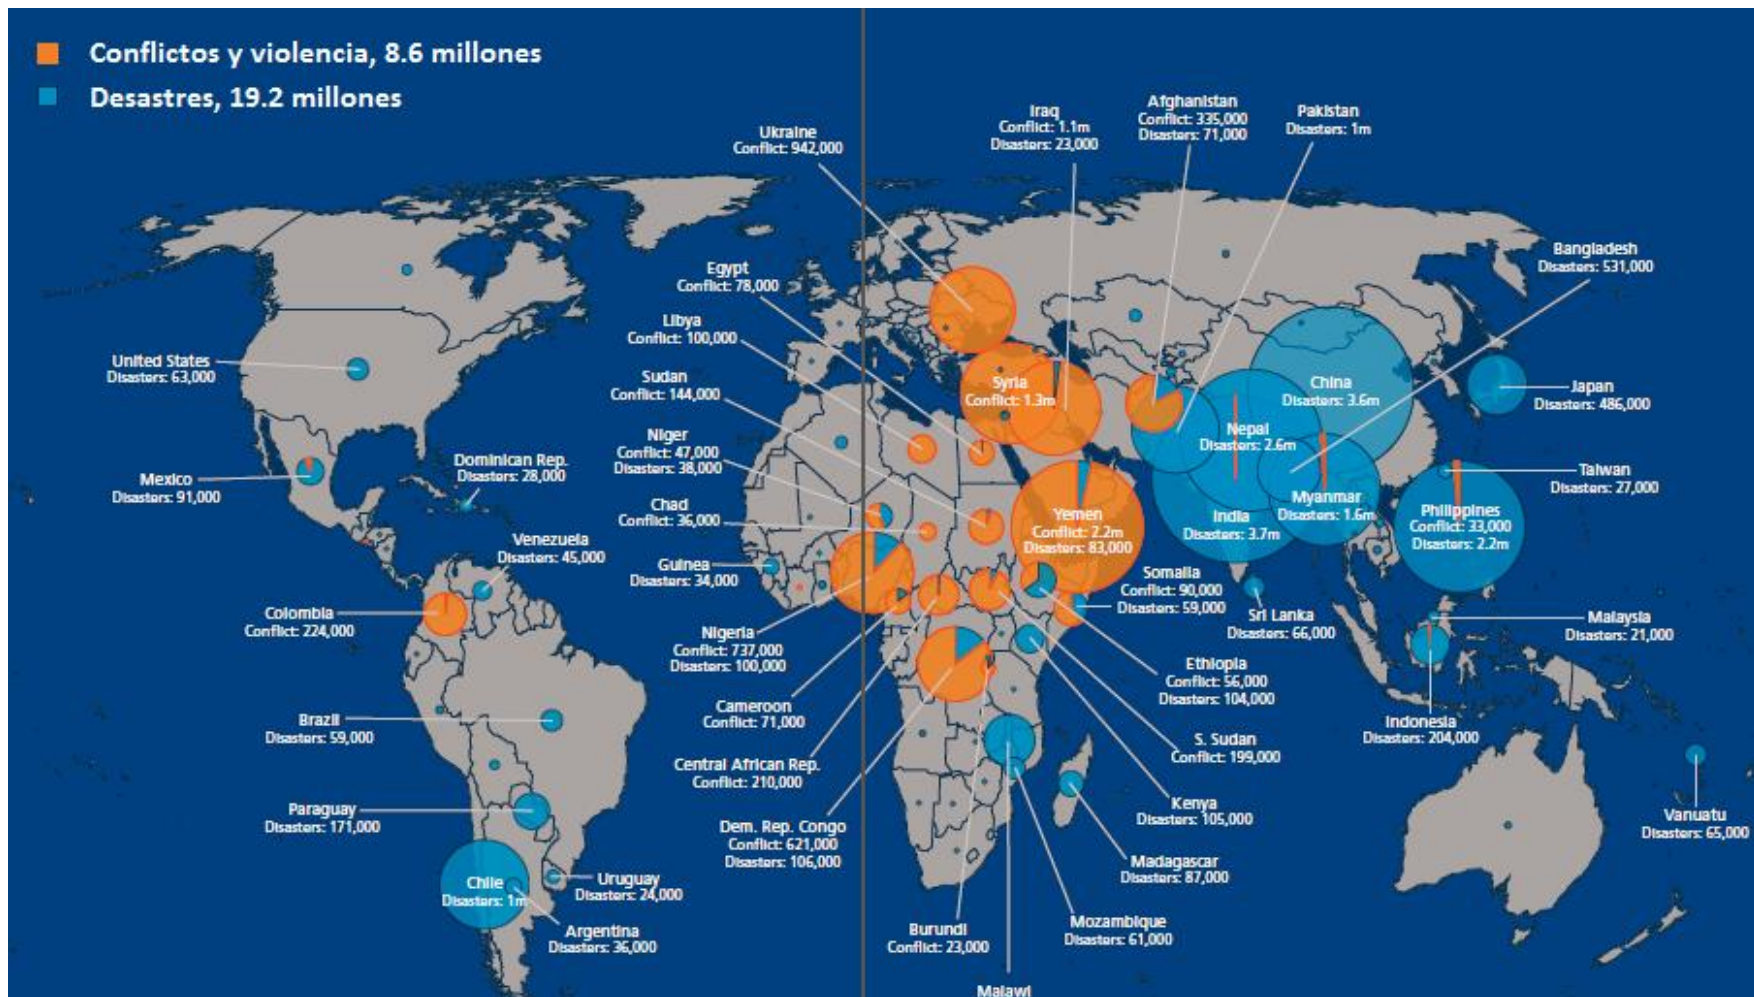 Conflictos y violencia, 8.6 millones
Desastres, 19.2 millones
Ukraine
Conflict: 942,000
Iraq
Conflict: 1.1m
Disasters: 23,000
Afghanistan
Conflict: 335,000
Disasters: 71,000
Pakistan
Disasters: 1m
Bangladesh
Disasters: 531,000
Egypt
Conflict: 78,000
Libya
Conflict: 100,000
Sudan
Conflict: 144,000
Niger
Conflict: 47,000
Disasters: 38,000
Chad
Conflict: 36,000
Guinea
Disasters: 34,000
Nigeria
Conflict: 737,000
Disasters: 100,000
Cameroon
Conflict: 71,000
Central African Rep.
Conflict: 210,000
Dem. Rep. Congo
Conflict: 621,000
Disasters: 106,000
United States
Disasters: 63,000
Mexico
Disasters: 91,000
Dominican Rep.
Disasters: 28,000
Venezuela
Disasters: 45,000
Colombia
Conflict: 224,000
Brazil
Disasters: 59,000
Paraguay
Disasters: 171,000
Chile
Disasters: 1m
Uruguay
Disasters: 24,000
Argentina
Disasters: 36,000
Syria
Conflict: 1.3m
Yemen
Conflict: 2.2m
Disasters: 83,000
China
Disasters: 3.6m
Nepal
Disasters: 2.6m
India
Disasters: 3.7m
Myanmar
Disasters: 1.6m
Philippines
Conflict: 33,000
Disasters: 2.2m
Japan
Disasters: 486,000
Taiwan
Disasters: 27,000
Somalia
Conflict: 90,000
Disasters: 59,000
Sri Lanka
Disasters: 66,000
Malaysia
Disasters: 21,000
Indonesia
Disasters: 204,000
Ethiopia
Conflict: 56,000
Disasters: 104,000
S. Sudan
Conflict: 199,000
Kenya
Disasters: 105,000
Madagascar
Disasters: 87,000
Mozambique
Disasters: 61,000
Burundi
Conflict: 23,000
Malawi
Vanuatu
Disasters: 65,000